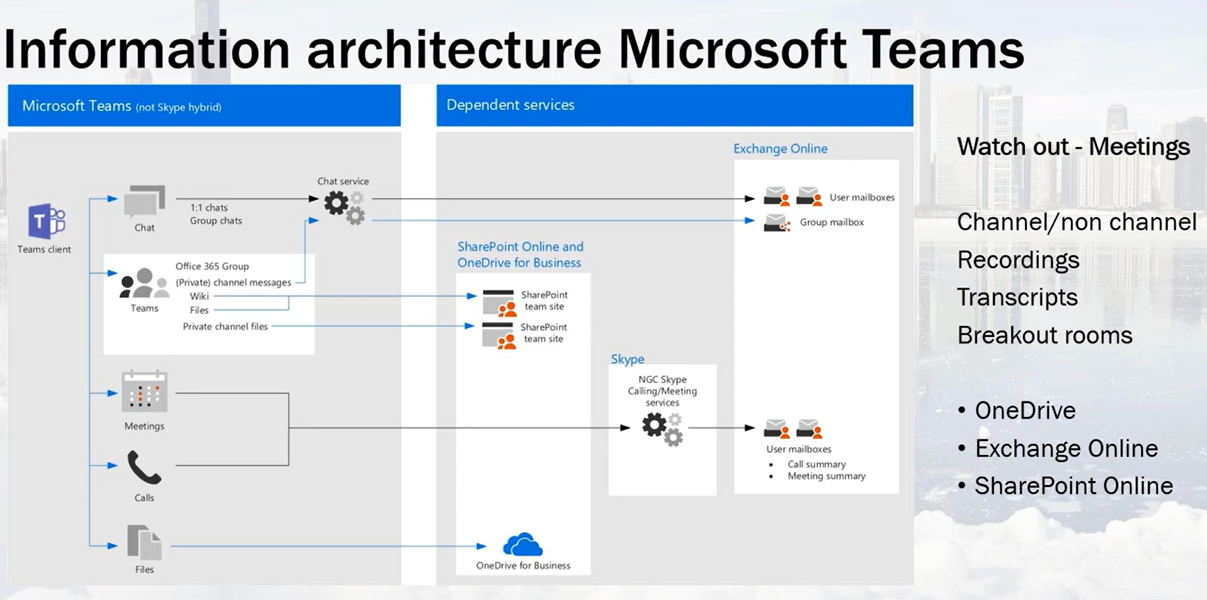 Information architecture Microsoft Teams
Microsoft Teams (not Skype hybrid)
Teams client
Chat
1:1 chats
Group chats
Chat service
Teams
Office 365 Group
(Private) channel messages
Wiki
Files
Private channel files
Meetings
Calls
Files
Dependent services
SharePoint Online and
OneDrive for Business
SharePoint
team site
SharePoint
team site
OneDrive for Business
Skype
NGC Skype
Calling/Meeting
services
Exchange Online
User mailboxes
Group mailbox
User mailboxes
• Call summary
• Meeting summary
Watch out - Meetings
Channel/non channel
Recordings
Transcripts
Breakout rooms
• OneDrive
• Exchange Online
• SharePoint Online